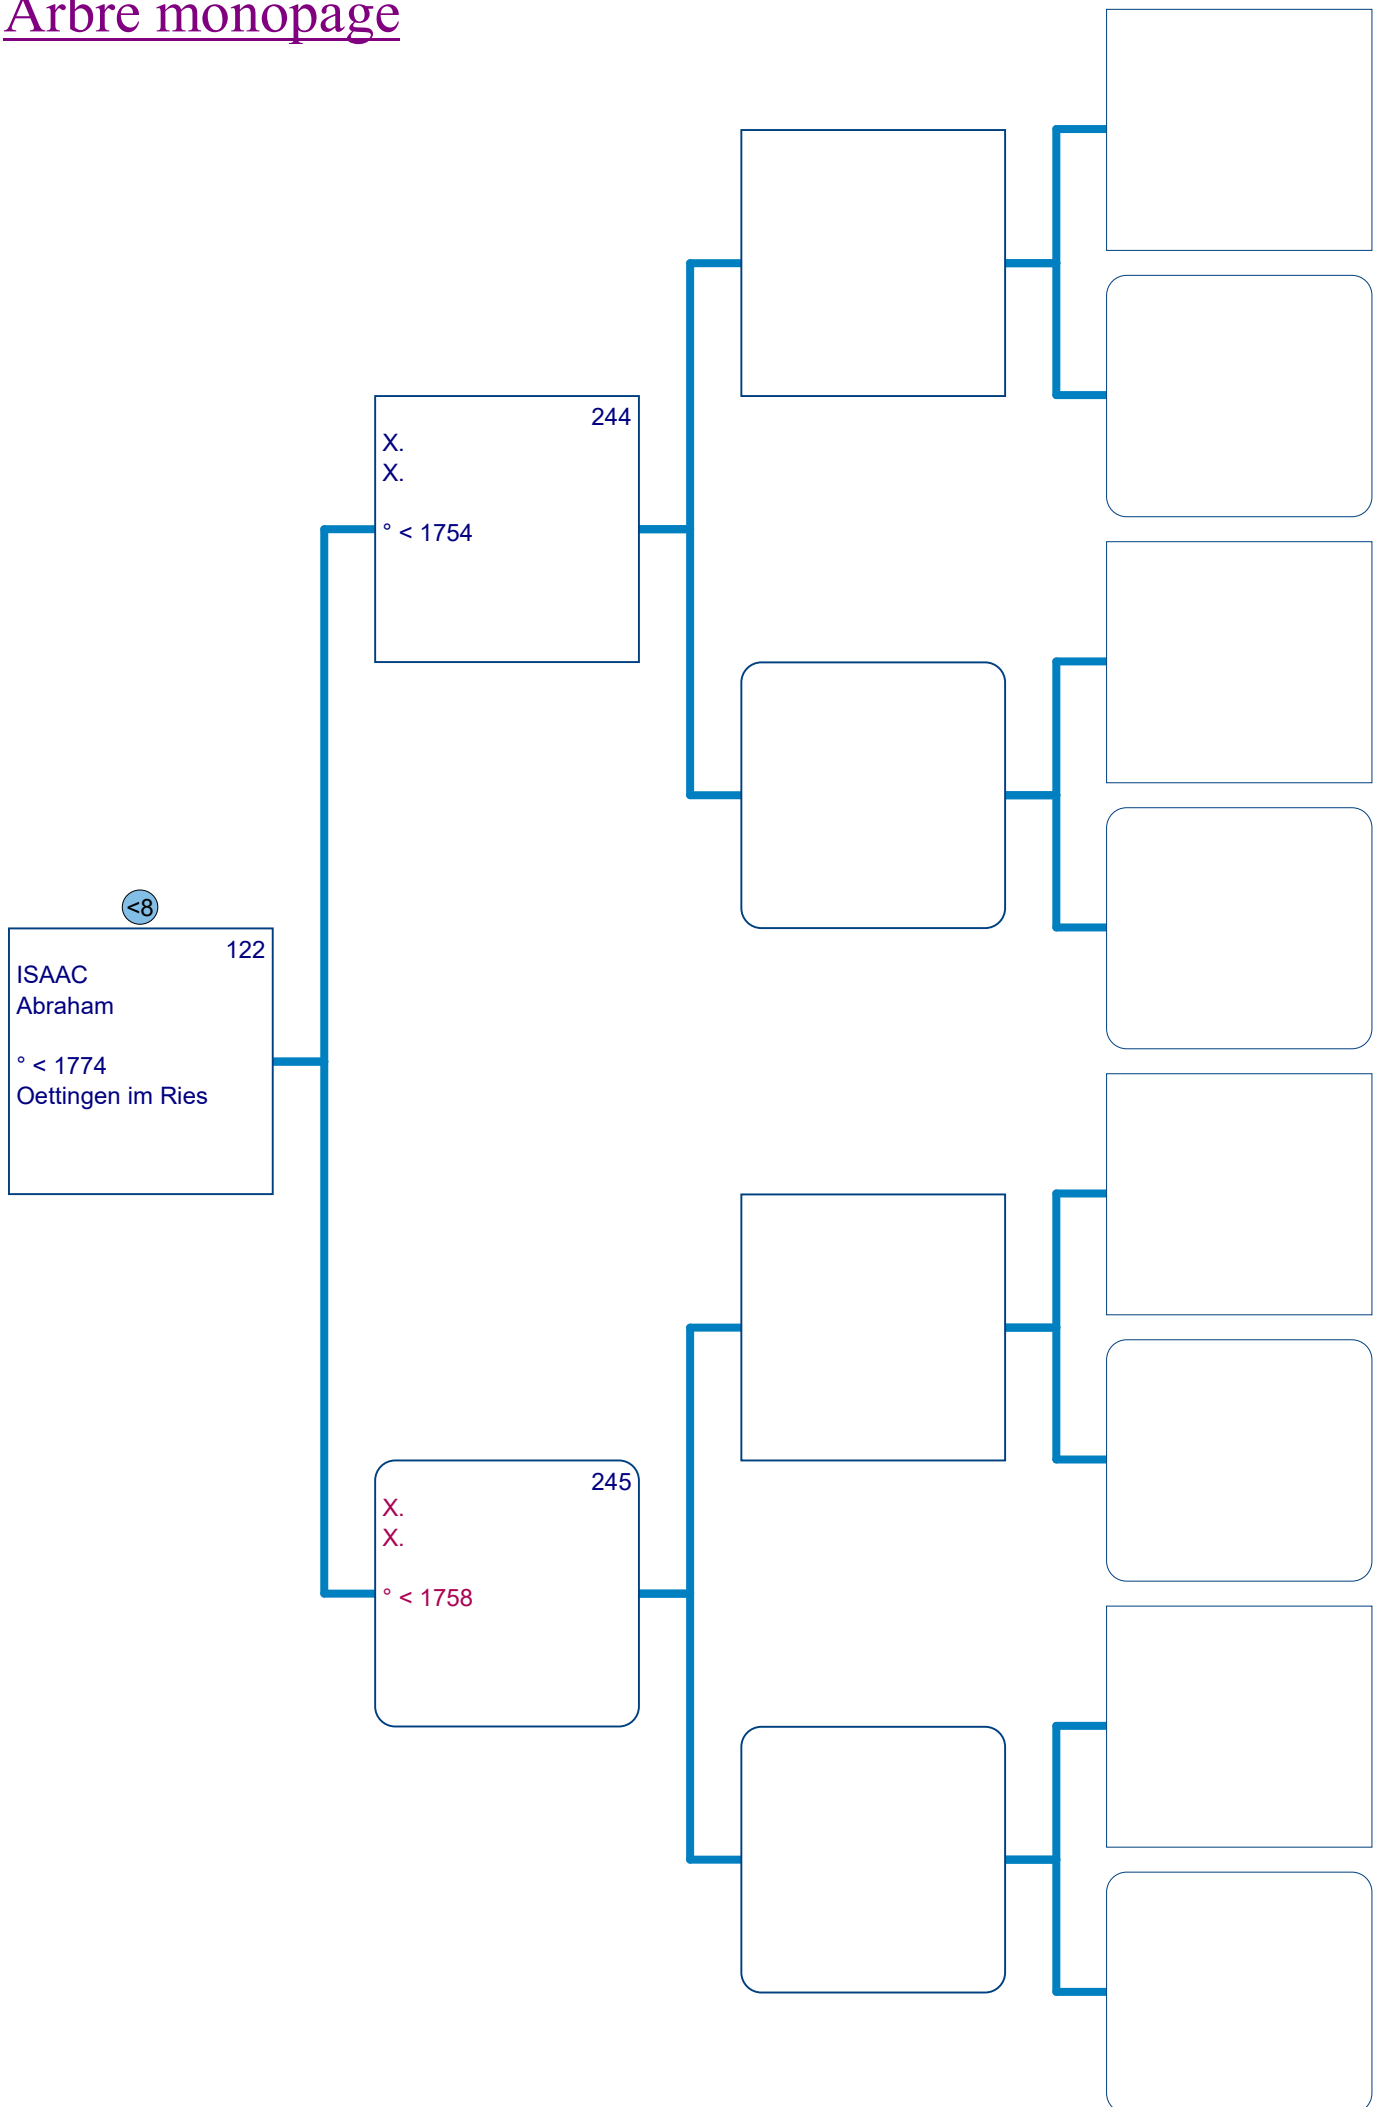 Arbre monopage
244
X.
X.
° < 1754
<8
122
ISAAC
Abraham
° < 1774
Oettingen im Ries
245
X.
X.
° < 1758